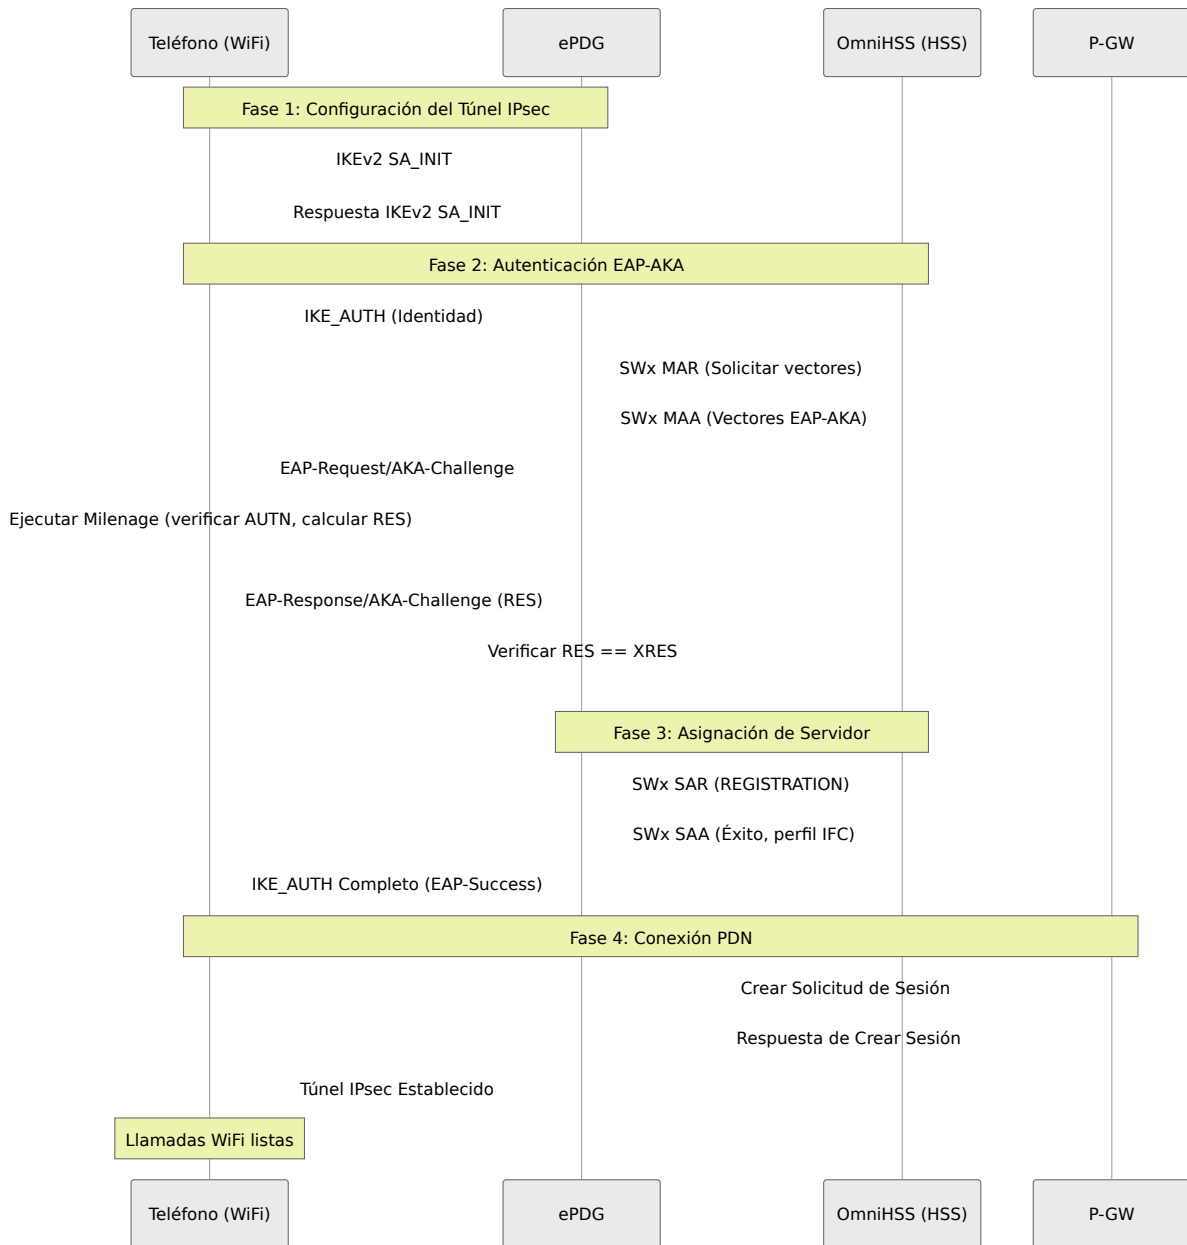 Teléfono (WiFi)
ePDG
OmniHSS (HSS)
P-GW
Fase 1: Configuración del Túnel IPsec
IKEv2 SA_INIT
Respuesta IKEv2 SA_INIT
Fase 2: Autenticación EAP-AKA
IKE_AUTH (Identidad)
SWx MAR (Solicitar vectores)
SWx MAA (Vectores EAP-AKA)
EAP-Request/AKA-Challenge
Ejecutar Milenage (verificar AUTN, calcular RES)
EAP-Response/AKA-Challenge (RES)
Verificar RES == XRES
Fase 3: Asignación de Servidor
SWx SAR (REGISTRATION)
SWx SAA (Éxito, perfil IFC)
IKE_AUTH Completo (EAP-Success)
Fase 4: Conexión PDN
Crear Solicitud de Sesión
Respuesta de Crear Sesión
Túnel IPsec Establecido
Llamadas WiFi listas
Teléfono (WiFi)
ePDG
OmniHSS (HSS)
P-GW